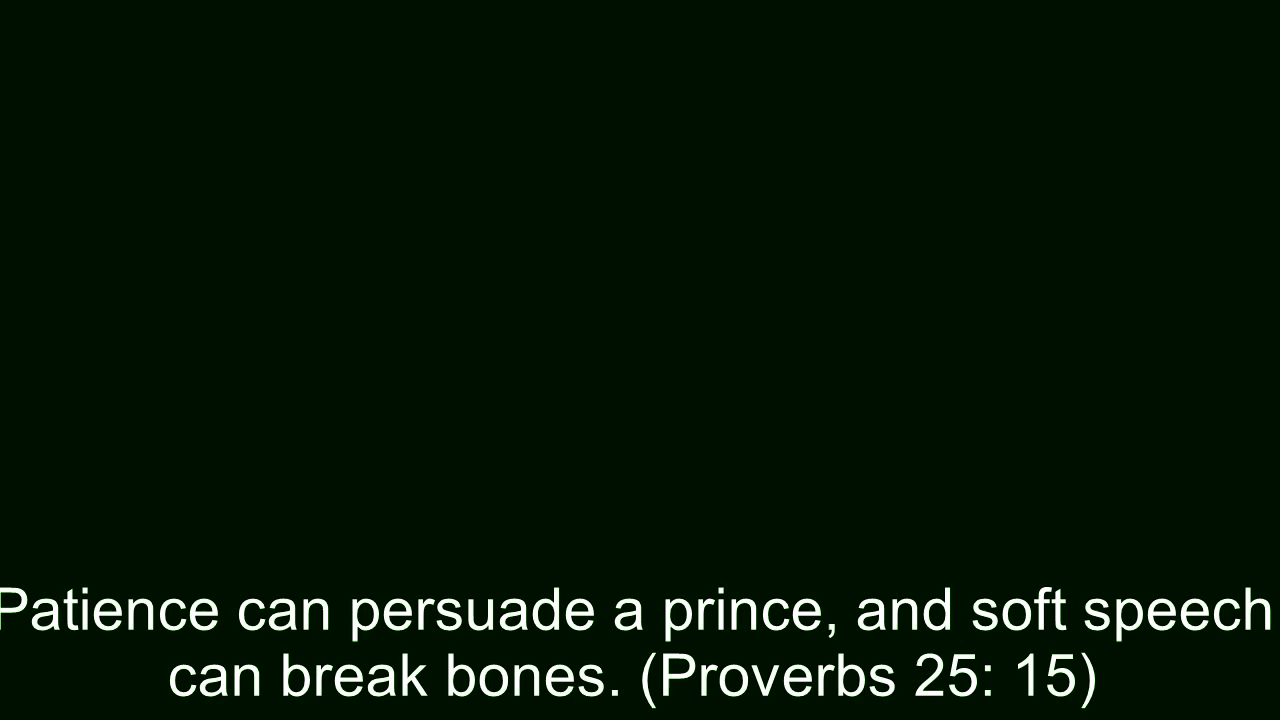 Patience can persuade a prince, and soft speech
can break bones. (Proverbs 25: 15)